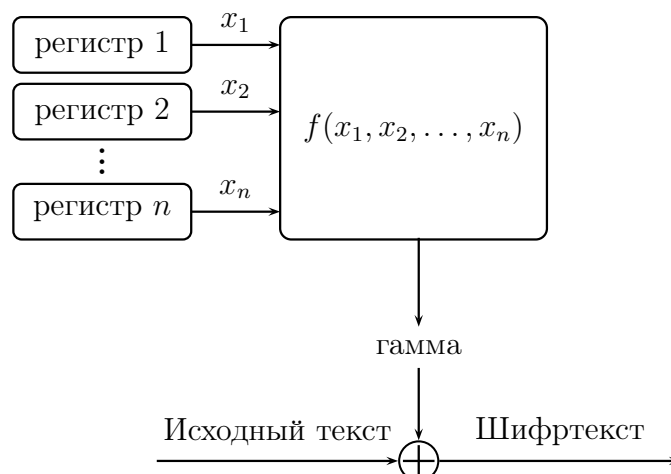 регистр 1
x₁
регистр 2
x₂
⋮
регистр n
xₙ
f(x₁, x₂, . . . , xₙ)
гамма
Исходный текст
Шифртекст